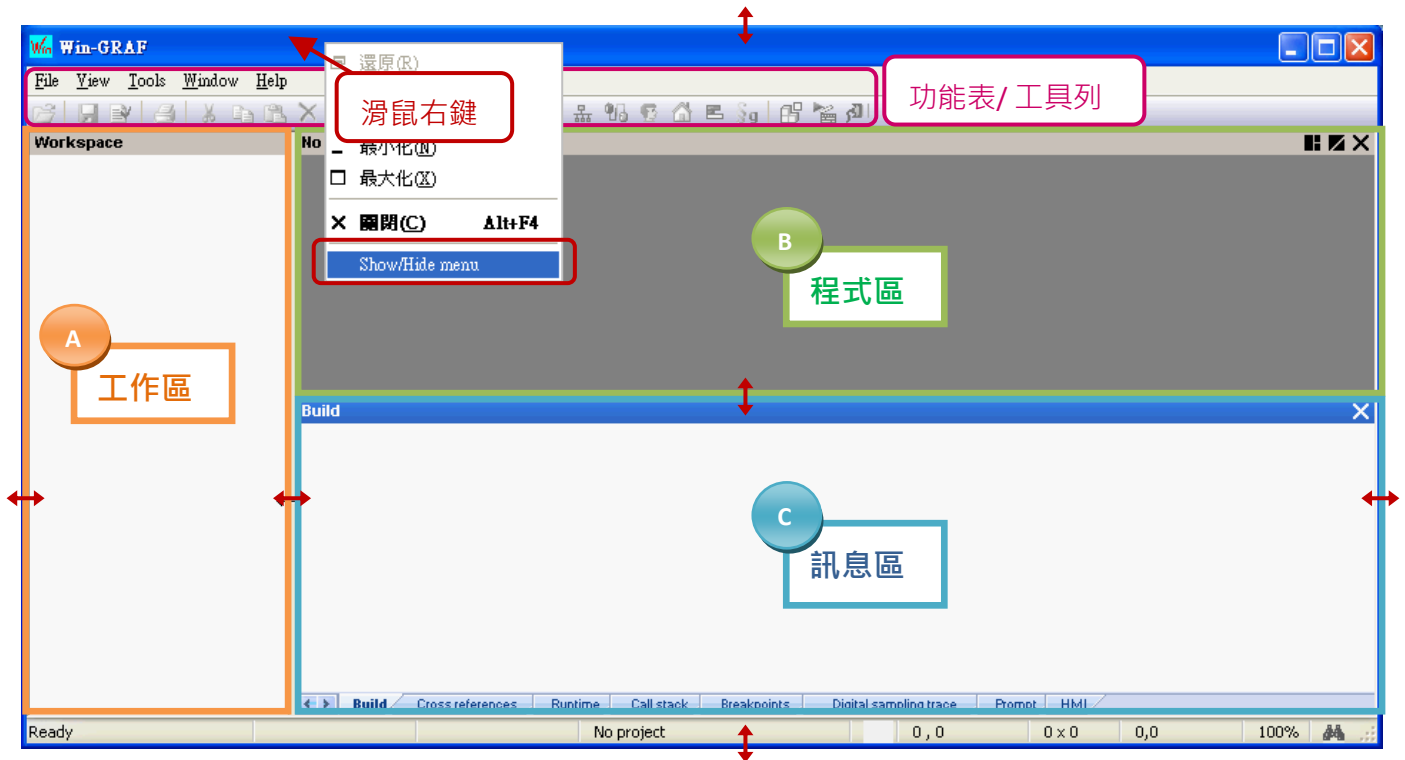 Win-GRAF
File View Tools Window Help
還原(R)
滑鼠右鍵
功能表/ 工具列
最小化(N)
最大化(X)
關閉(C) Alt+F4
Show/Hide menu
Workspace
No
A
工作區
B
程式區
Build
C
訊息區
Build Cross references Runtime Call stack Breakpoints Digital sampling trace Prompt HMI
Ready No project 0 , 0 0 x 0 0,0 100%